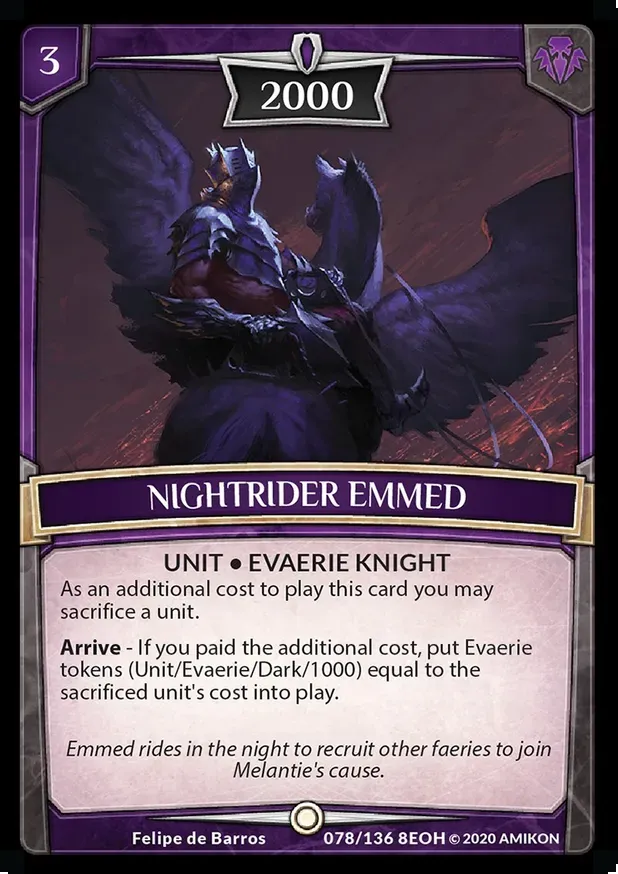 3
2000
NIGHTRIDER EMMED
UNIT ● EVAERIE KNIGHT
As an additional cost to play this card you may
sacrifice a unit.
Arrive - If you paid the additional cost, put Evaerie
tokens (Unit/Evaerie/Dark/1000) equal to the
sacrificed unit's cost into play.
Emmed rides in the night to recruit other faeries to join
Melantie's cause.
Felipe de Barros 078/136 8EOH © 2020 AMIKON